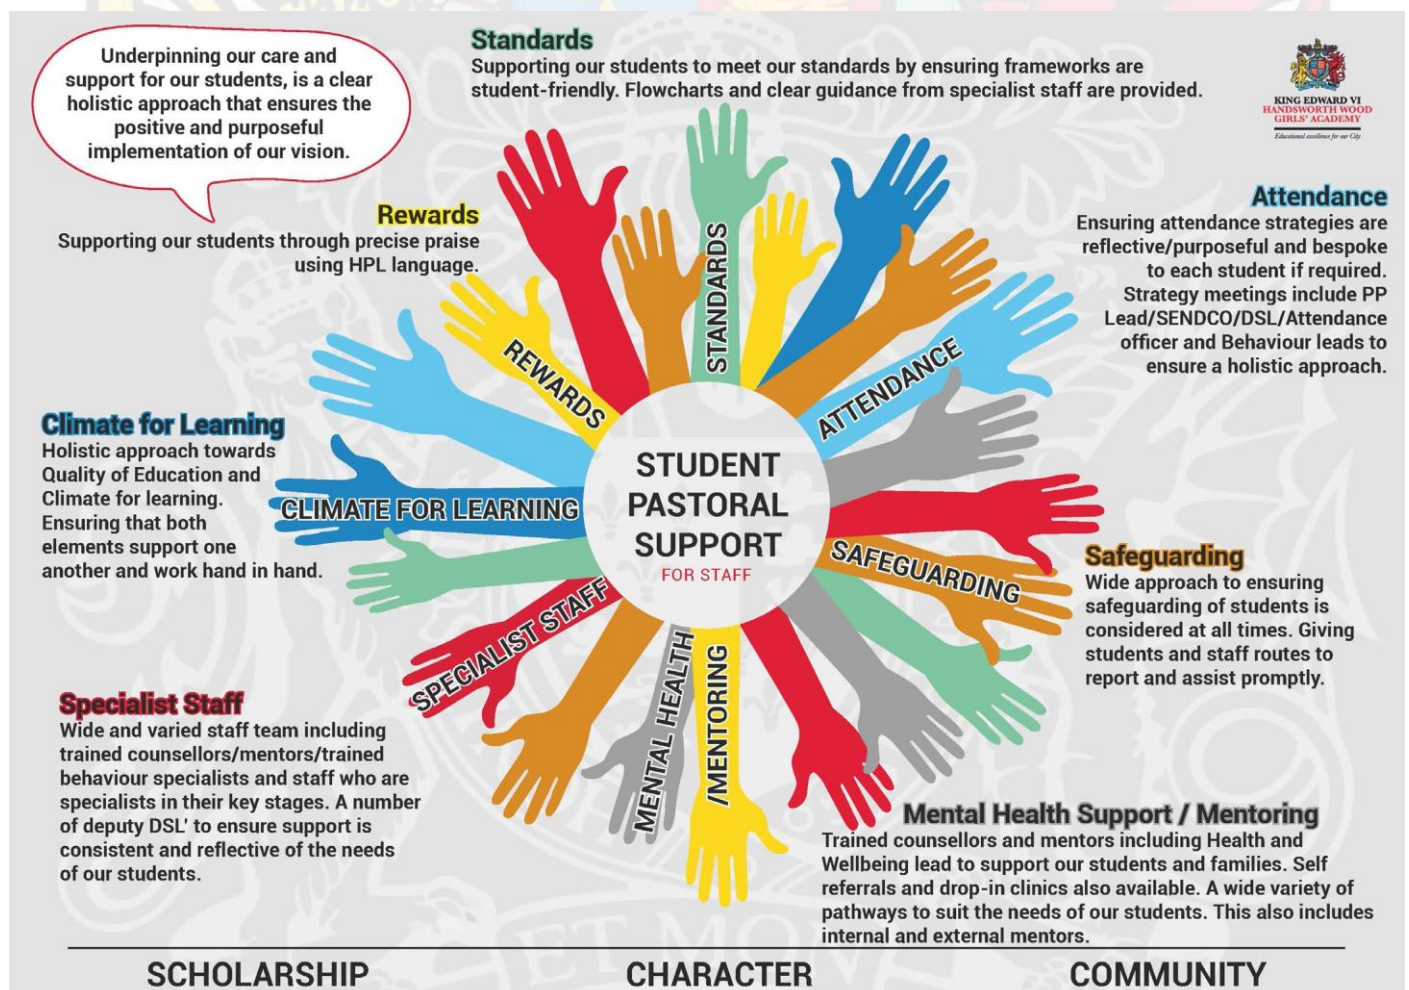 Underpinning our care and
support for our students, is a clear
holistic approach that ensures the
positive and purposeful
implementation of our vision.
Standards
Supporting our students to meet our standards by ensuring frameworks are
student-friendly. Flowcharts and clear guidance from specialist staff are provided.
KING EDWARD VI
HANDSWORTH WOOD
GIRLS' ACADEMY
Educational excellence for our City
Rewards
Supporting our students through precise praise
using HPL language.
Attendance
Ensuring attendance strategies are
reflective/purposeful and bespoke
to each student if required.
Strategy meetings include PP
Lead/SENDCO/DSL/Attendance
officer and Behaviour leads to
ensure a holistic approach.
STANDARDS
REWARDS
ATTENDANCE
Climate for Learning
Holistic approach towards
Quality of Education and
Climate for learning.
Ensuring that both
elements support one
another and work hand in hand.
CLIMATE FOR LEARNING
STUDENT
PASTORAL
SUPPORT
FOR STAFF
SAFEGUARDING
Safeguarding
Wide approach to ensuring
safeguarding of students is
considered at all times. Giving
students and staff routes to
report and assist promptly.
SPECIALIST STAFF
MENTAL HEALTH
/MENTORING
Specialist Staff
Wide and varied staff team including
trained counsellors/mentors/trained
behaviour specialists and staff who are
specialists in their key stages. A number
of deputy DSL' to ensure support is
consistent and reflective of the needs
of our students.
Mental Health Support / Mentoring
Trained counsellors and mentors including Health and
Wellbeing lead to support our students and families. Self
referrals and drop-in clinics also available. A wide variety of
pathways to suit the needs of our students. This also includes
internal and external mentors.
ET MON
SCHOLARSHIP
CHARACTER
COMMUNITY